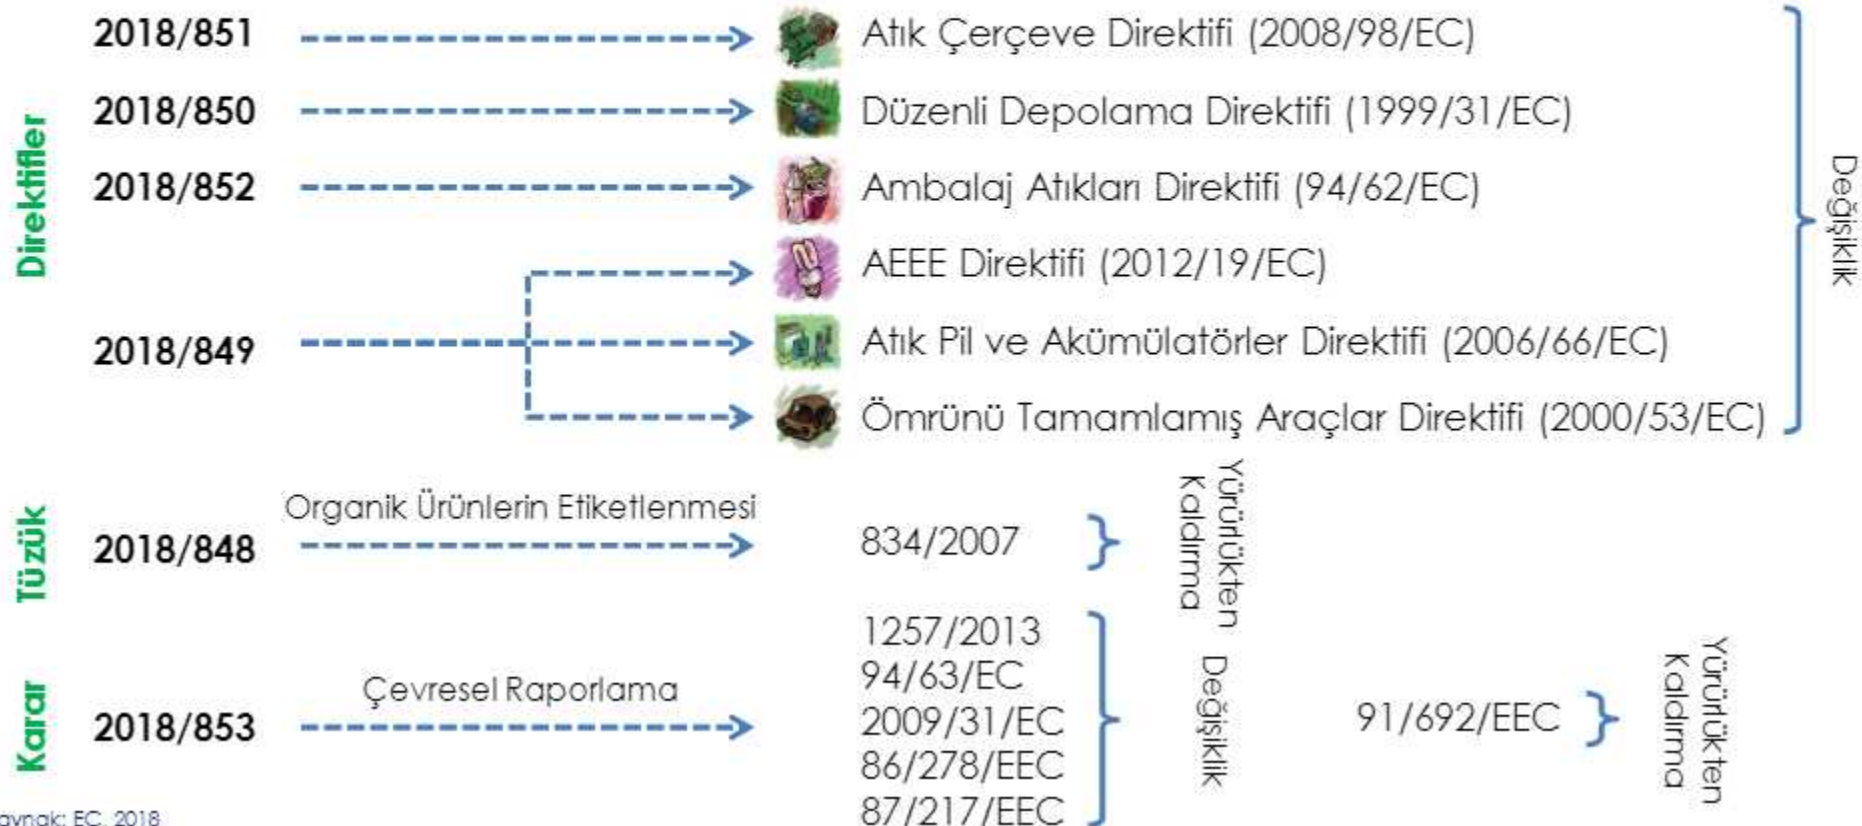 Direktifler
2018/851
Atık Çerçeve Direktifi (2008/98/EC)
2018/850
Düzenli Depolama Direktifi (1999/31/EC)
2018/852
Ambalaj Atıkları Direktifi (94/62/EC)
AEEE Direktifi (2012/19/EC)
2018/849
Atık Pil ve Akümülatörler Direktifi (2006/66/EC)
Ömrünü Tamamlamış Araçlar Direktifi (2000/53/EC)
Değişiklik
Tüzük
2018/848
Organik Ürünlerin Etiketlenmesi
834/2007
Yürürlükten
Kaldırma
Karar
2018/853
Çevresel Raporlama
1257/2013
94/63/EC
2009/31/EC
86/278/EEC
87/217/EEC
Değişiklik
91/692/EEC
Yürürlükten
Kaldırma
aynak: EC, 2018